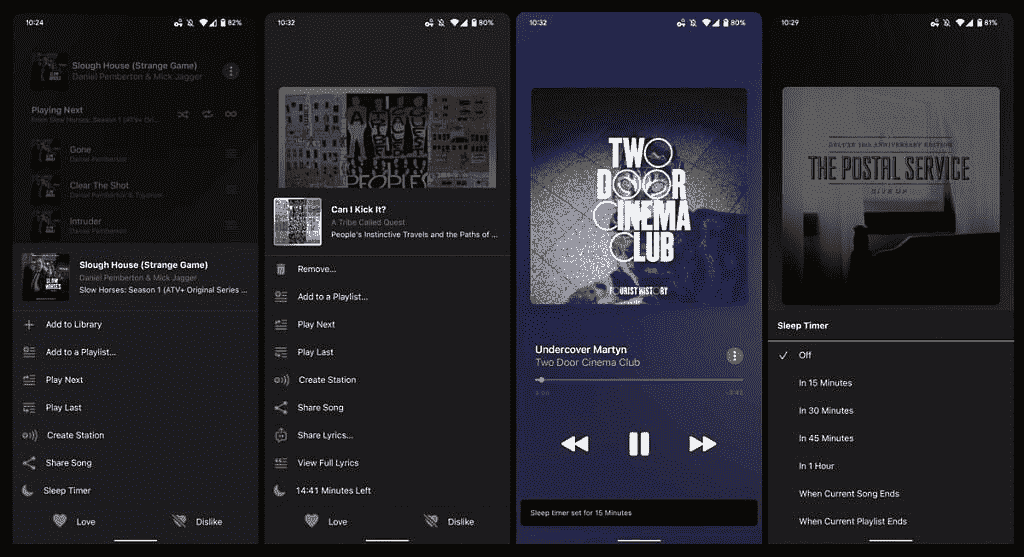 10:24
82%
Slough House (Strange Game)
Daniel Pemberton & Mick Jagger
Playing Next
From Slow Horses: Season 1 (ATV+ Ori...
Gone
Daniel Pemberton
Clear The Shot
Daniel Pemberton &
Intruder
Daniel Pemberton
SLOW
HORSES
Slough House (Strange Game)
Daniel Pemberton & Mick Jagger
Slow Horses: Season 1 (ATV+ Original Series ...
Add to Library
Add to a Playlist...
Play Next
Play Last
Create Station
Share Song
Sleep Timer
Love
Dislike
10:32
80%
PEOPLE'S
Can I Kick It?
A Tribe Called Quest
People's Instinctive Travels and the Paths of ...
Remove...
Add to a Playlist...
Play Next
Play Last
Create Station
Share Song
Share Lyrics...
View Full Lyrics
14:41 Minutes Left
Love
Dislike
10:32
80%
TWO
DOOR
CINEMA
CLUB
TOURIST HISTORY
Undercover Martyn
Two Door Cinema Club
0:00
Sleep timer set for 15 Minutes
10:29
81%
DELUXE 10th ANNIVERSARY EDITION
THE POSTAL SERVICE
GIVE UP
Sleep Timer
Off
In 15 Minutes
In 30 Minutes
In 45 Minutes
In 1 Hour
When Current Song Ends
When Current Playlist Ends